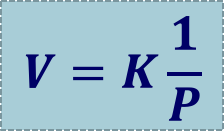 V = K 1/P